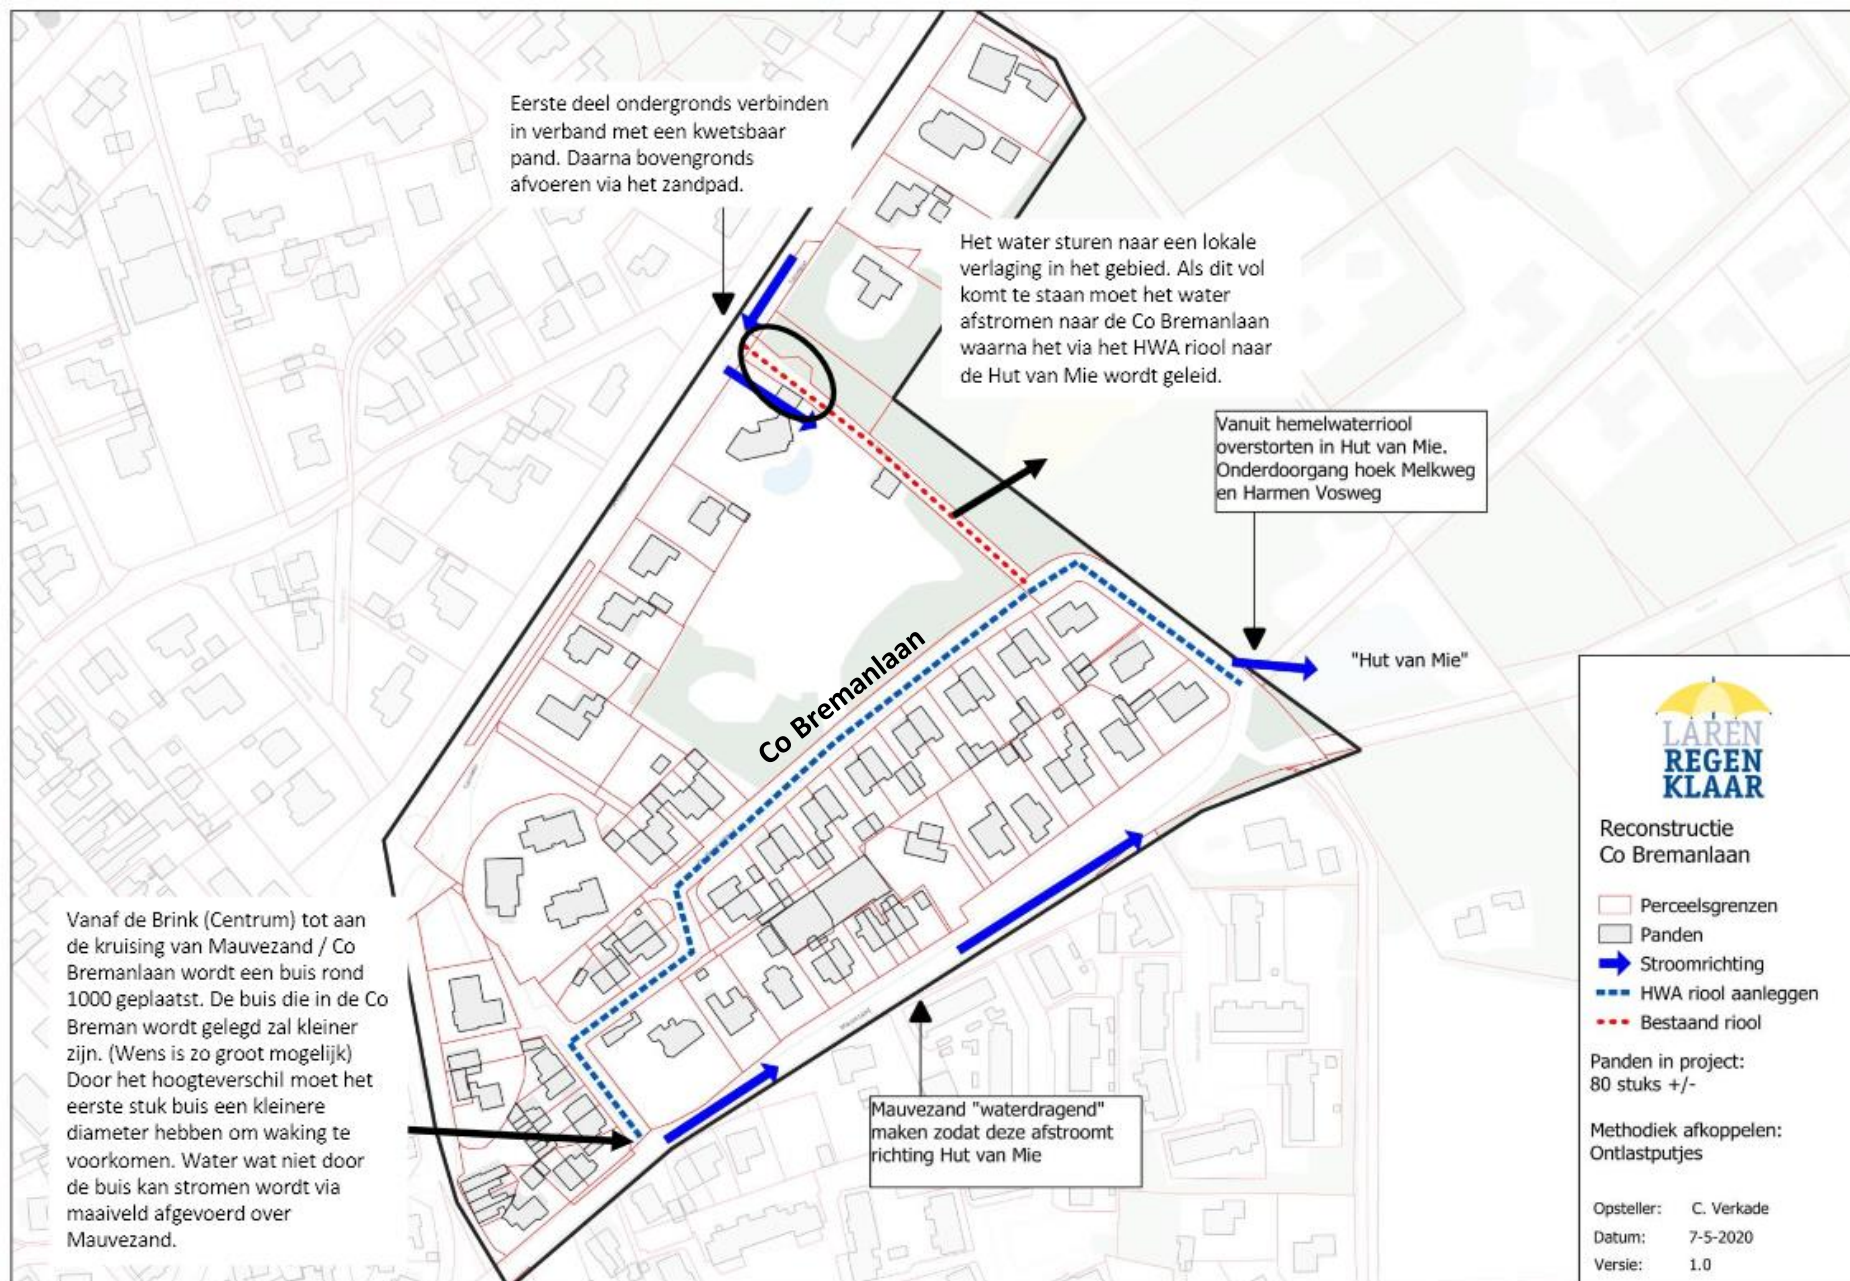 Eerste deel ondergronds verbinden
in verband met een kwetsbaar
pand. Daarna bovengronds
afvoeren via het zandpad.
Het water sturen naar een lokale
verlaging in het gebied. Als dit vol
komt te staan moet het water
afstromen naar de Co Bremanlaan
waarna het via het HWA riool naar
de Hut van Mie wordt geleid.
Vanuit hemelwaterriool
overstorten in Hut van Mie.
Onderdoorgang hoek Melkweg
en Harmen Vosweg
"Hut van Mie"
Co Bremanlaan
Vanaf de Brink (Centrum) tot aan
de kruising van Mauvezand / Co
Bremanlaan wordt een buis rond
1000 geplaatst. De buis die in de Co
Breman wordt gelegd zal kleiner
zijn. (Wens is zo groot mogelijk)
Door het hoogteverschil moet het
eerste stuk buis een kleinere
diameter hebben om waking te
voorkomen. Water wat niet door
de buis kan stromen wordt via
maaiveld afgevoerd over
Mauvezand.
Mauvezand
Mauvezand "waterdragend"
maken zodat deze afstroomt
richting Hut van Mie
LAREN
REGEN
KLAAR
Reconstructie
Co Bremanlaan
Perceelsgrenzen
Panden
Stroomrichting
HWA riool aanleggen
Bestaand riool
Panden in project:
80 stuks +/-
Methodiek afkoppelen:
Ontlastputjes
Opsteller: C. Verkade
Datum: 7-5-2020
Versie: 1.0